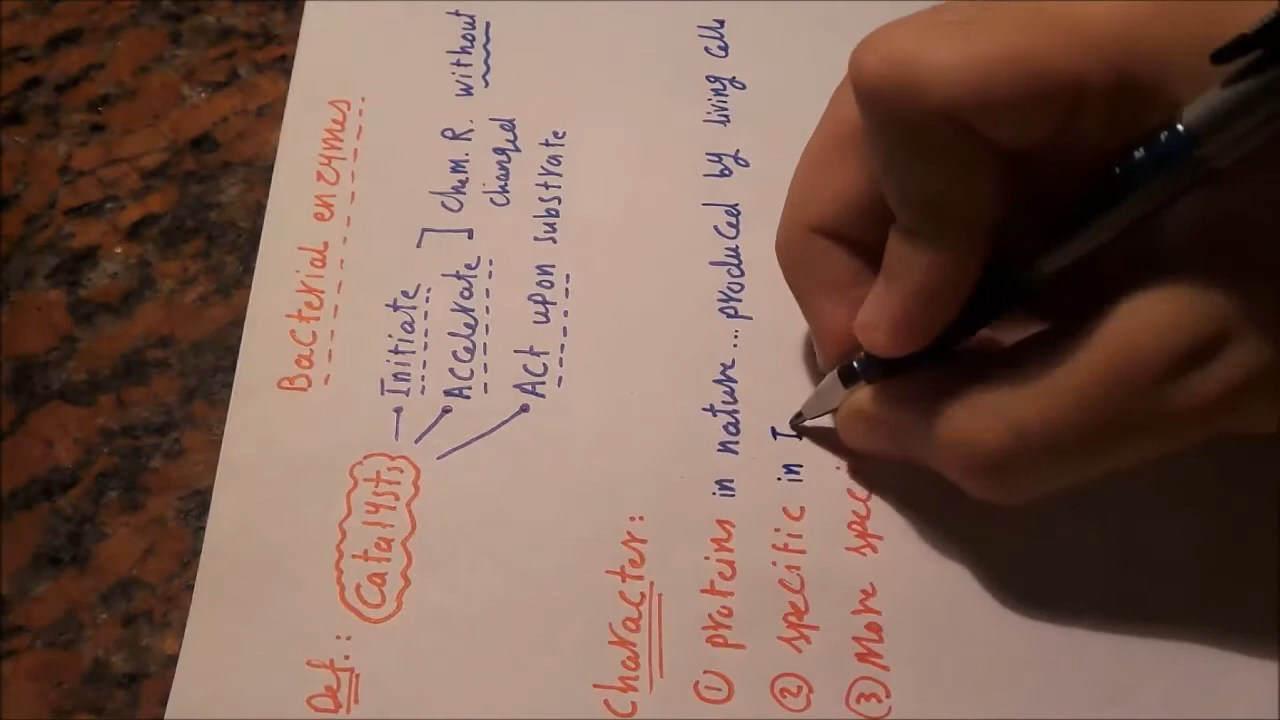 Bacterial enzymes
Def.: Catalysts
Initiate
Accelerate ] chem. R. without
changed
Act upon substrate
Character:
① proteins in nature... produced by living cells
② specific in
③ More spec